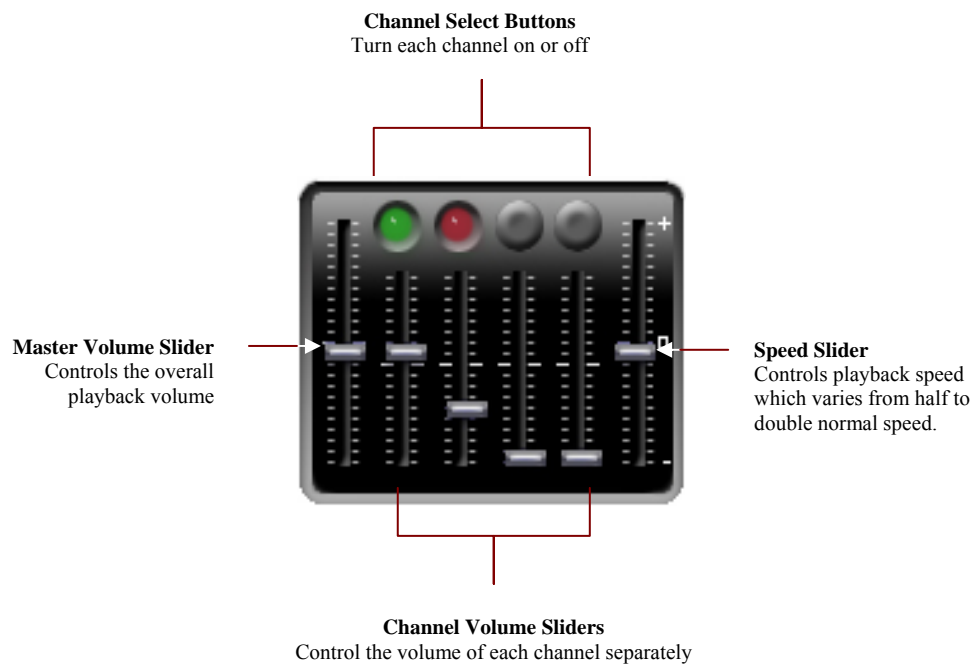 Channel Select Buttons
Turn each channel on or off
+
Master Volume Slider
Controls the overall
playback volume
Speed Slider
Controls playback speed
which varies from half to
double normal speed.
-
Channel Volume Sliders
Control the volume of each channel separately